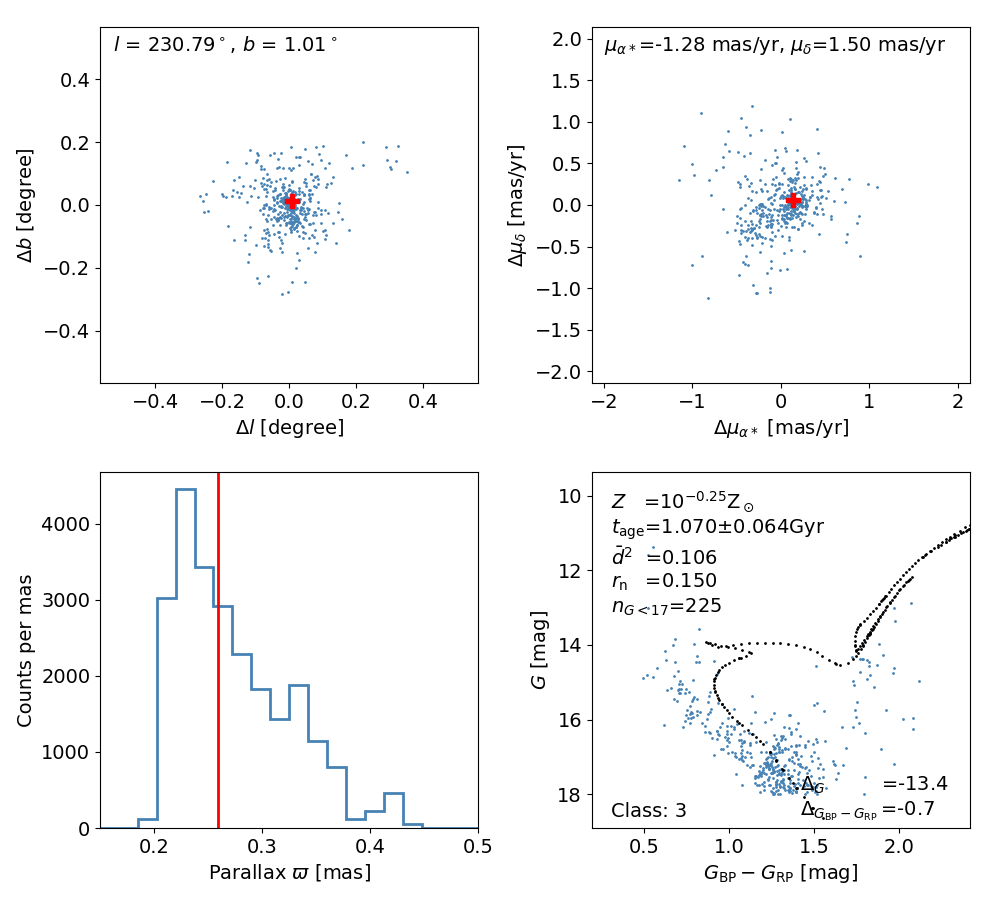 l = 230.79°, b = 1.01°
Δb [degree]
0.4
0.2
0.0
−0.2
−0.4
−0.4 −0.2 0.0 0.2 0.4
Δl [degree]
μα*=-1.28 mas/yr, μδ=1.50 mas/yr
Δμδ [mas/yr]
2.0
1.5
1.0
0.5
0.0
−0.5
−1.0
−1.5
−2.0
−2 −1 0 1 2
Δμα* [mas/yr]
Counts per mas
4000
3000
2000
1000
0
0.2 0.3 0.4 0.5
Parallax ϖ [mas]
G [mag]
10
12
14
16
18
Z =10^−0.25 Z⊙
t_age=1.070±0.064Gyr
d̄² =0.106
r_n =0.150
n_G<17=225
Δ_G =-13.4
Δ_GBP−GRP =-0.7
Class: 3
0.5 1.0 1.5 2.0
G_BP − G_RP [mag]